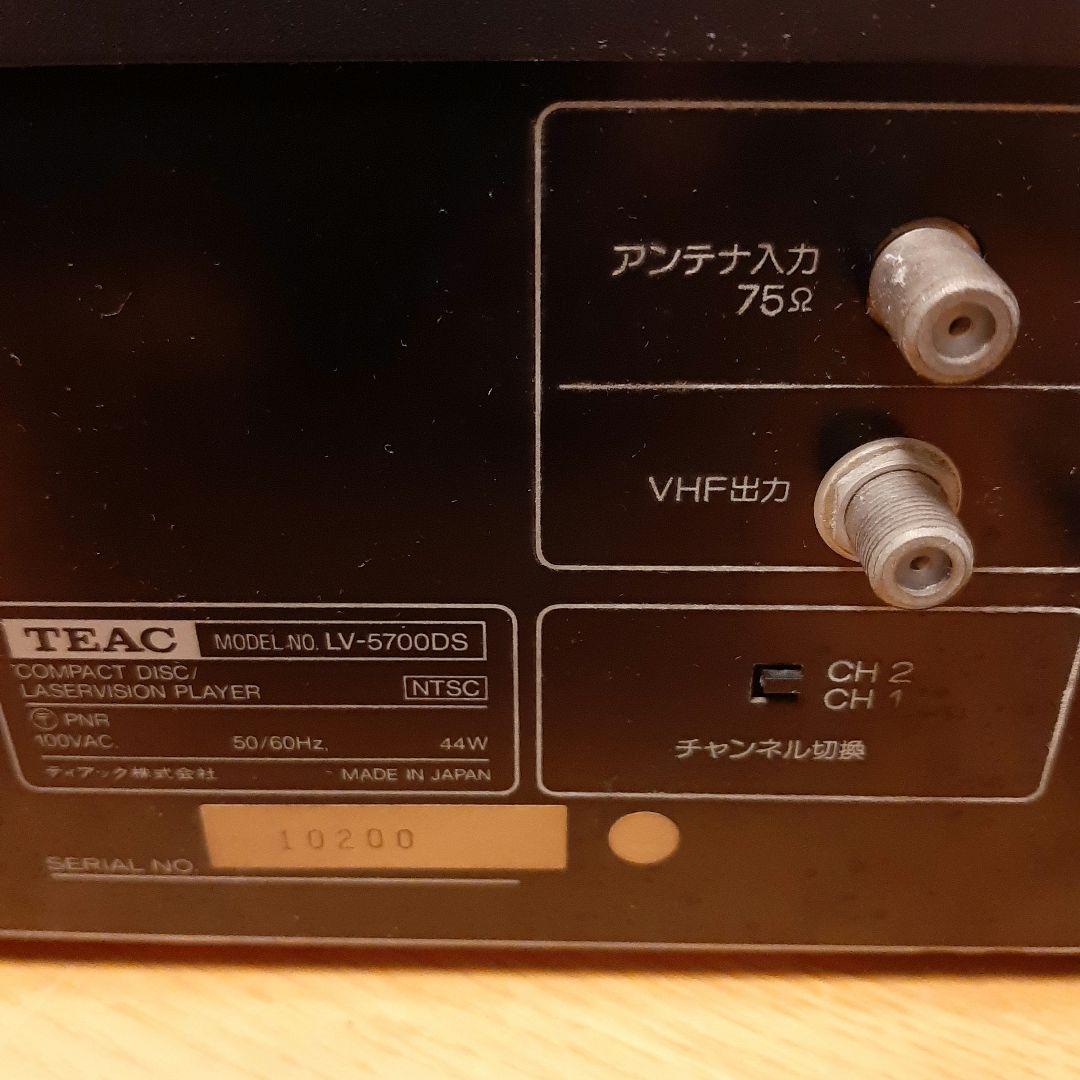 アンテナ入力
75Ω
VHF出力
TEAC MODEL NO. LV-5700DS
COMPACT DISC/
LASERVISION PLAYER NTSC
〒 PNR
100VAC. 50/60Hz, 44W
ティアック株式会社 MADE IN JAPAN
CH 2
CH 1
チャンネル切換
10200
SERIAL NO.